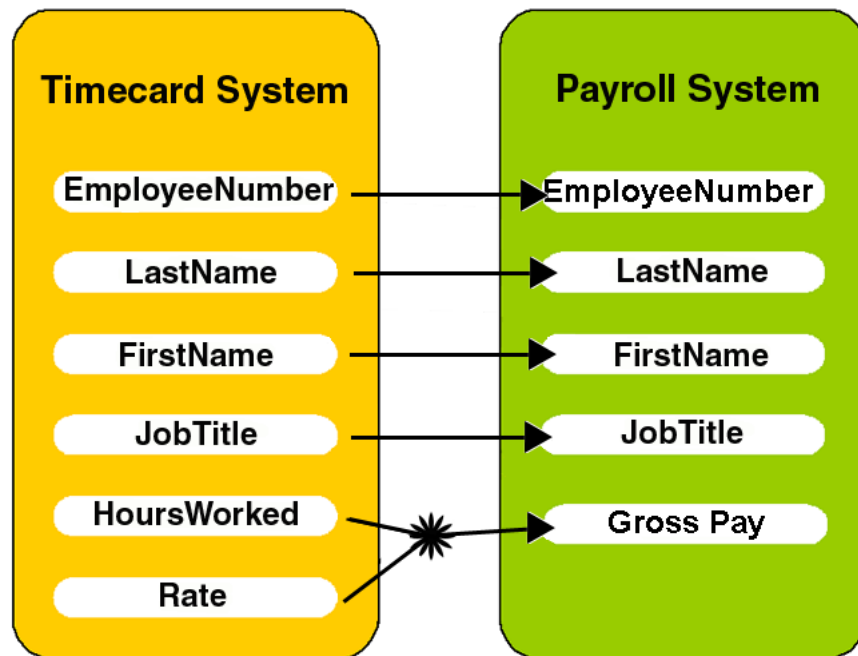 Timecard System
EmployeeNumber
LastName
FirstName
JobTitle
HoursWorked
Rate
Payroll System
EmployeeNumber
LastName
FirstName
JobTitle
Gross Pay